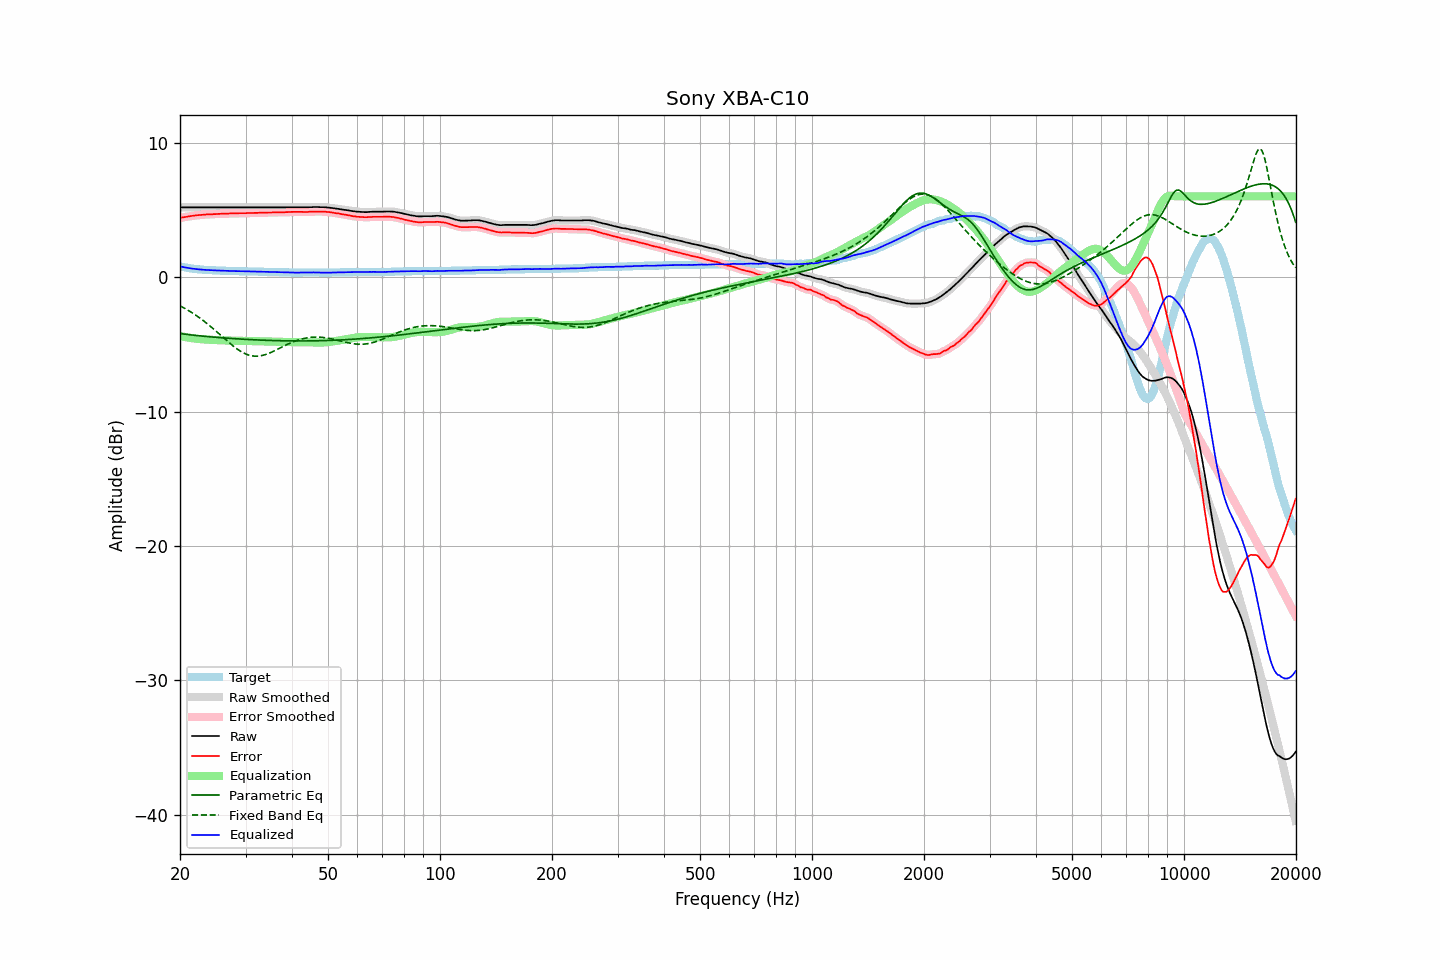 Sony XBA-C10
10
0
−10
−20
−30
−40
Amplitude (dBr)
20 50 100 200 500 1000 2000 5000 10000 20000
Frequency (Hz)
Target
Raw Smoothed
Error Smoothed
Raw
Error
Equalization
Parametric Eq
Fixed Band Eq
Equalized